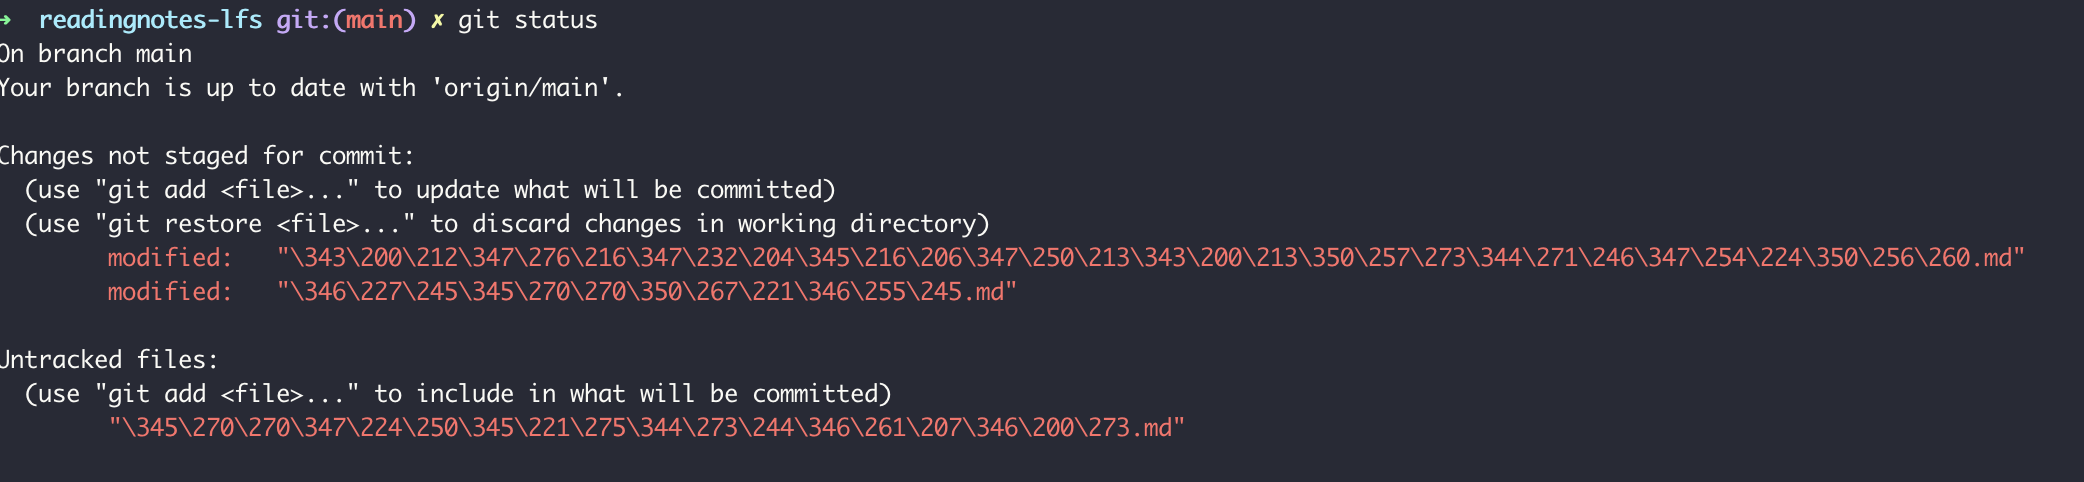 ➜  readingnotes-lfs git:(main) ✗ git status
On branch main
Your branch is up to date with 'origin/main'.
Changes not staged for commit:
  (use "git add <file>..." to update what will be committed)
  (use "git restore <file>..." to discard changes in working directory)
        modified:   "\343\200\212\347\276\216\347\232\204\345\216\206\347\250\213\343\200\213\350\257\273\344\271\246\347\254\224\350\256\260.md"
        modified:   "\346\227\245\345\270\270\350\267\221\346\255\245.md"
Untracked files:
  (use "git add <file>..." to include in what will be committed)
        "\345\270\270\347\224\250\345\221\275\344\273\244\346\261\207\346\200\273.md"